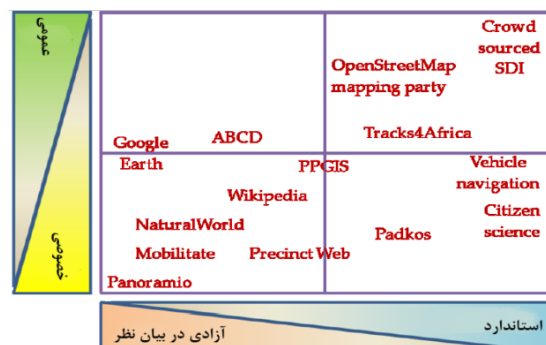 عمومی
خصوصی
Crowd
sourced
SDI
OpenStreetMap
mapping party
Google
Earth
ABCD
Tracks4Africa
PPGIS
Vehicle
navigation
Wikipedia
Citizen
science
NaturalWorld
Padkos
Mobilitate
Precinct Web
Panoramio
استاندارد
آزادی در بیان نظر